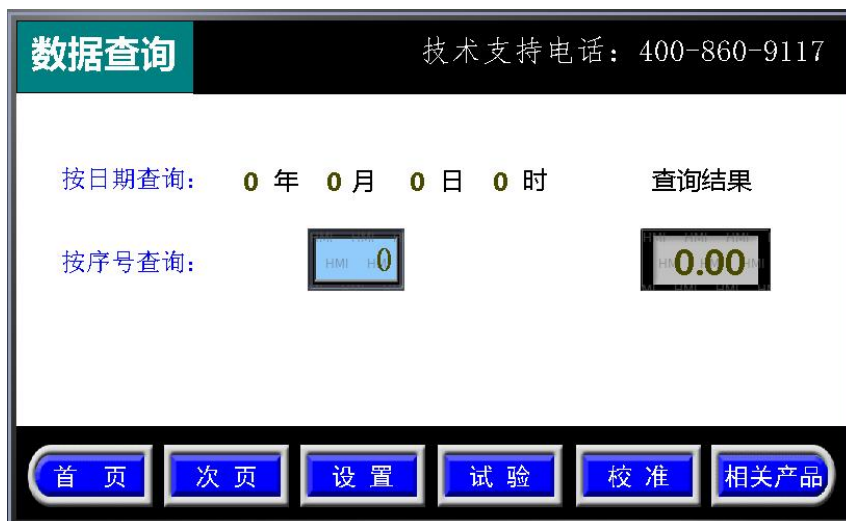 数据查询
技术支持电话：400-860-9117
按日期查询： 0 年 0 月 0 日 0 时 查询结果
按序号查询： 0 0.00
首 页 次 页 设 置 试 验 校 准 相关产品